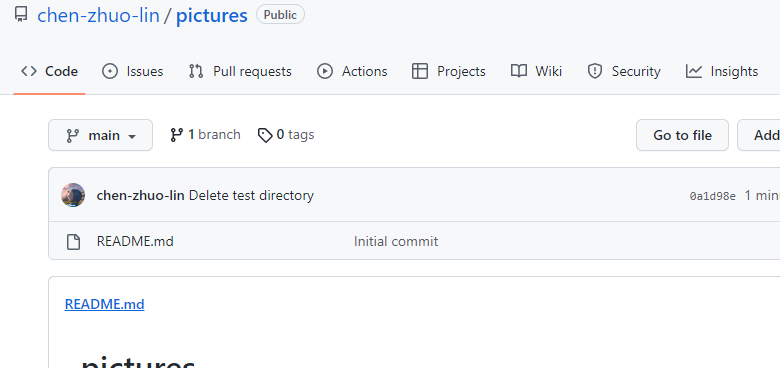 chen-zhuo-lin / pictures Public
Code Issues Pull requests Actions Projects Wiki Security Insights
main 1 branch 0 tags Go to file Add
chen-zhuo-lin Delete test directory 0a1d98e 1 minu
README.md Initial commit
README.md
pictures